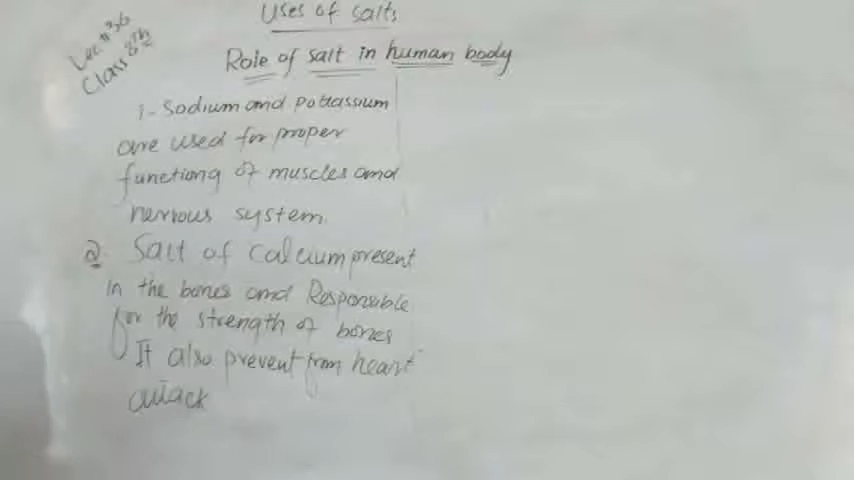 Uses of salts
Lec # 36
Class 8th
Role of salt in human body
1- Sodium and pottassium
are used for proper
functiong of muscles and
nervous system.
2. Salt of calcium present
in the bones and Responsible
for the strength of bones
It also prevent from heart
attack